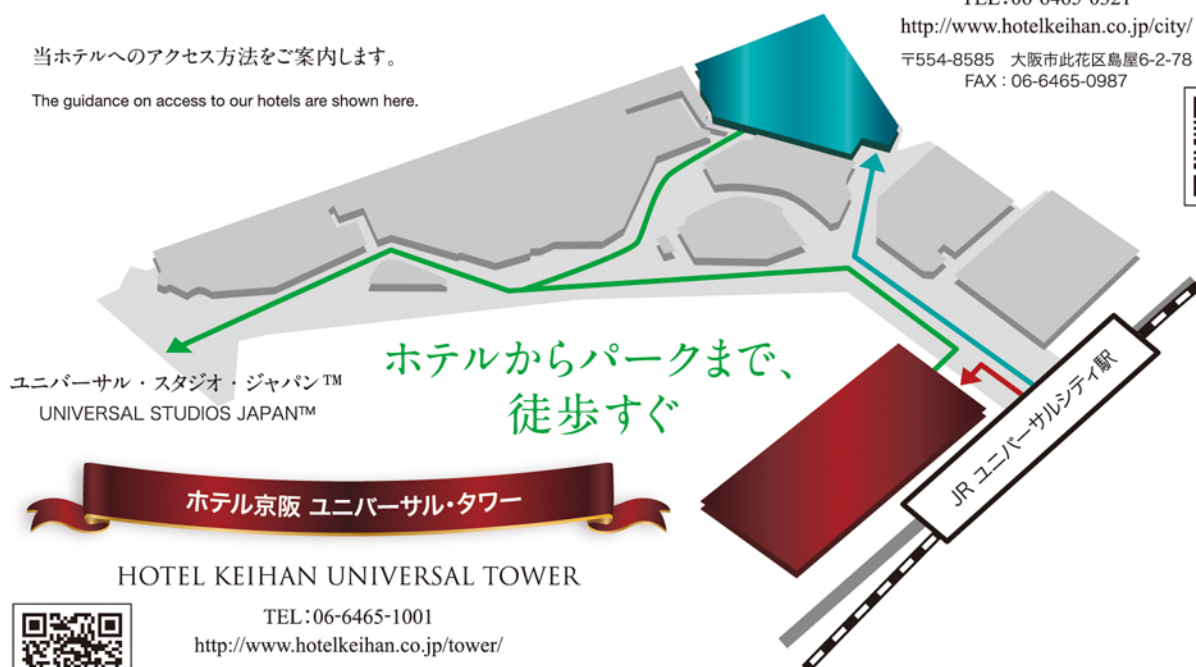 TEL:06-6465-0321
http://www.hotelkeihan.co.jp/city/
〒554-8585　大阪市此花区島屋6-2-78
FAX：06-6465-0987
当ホテルへのアクセス方法をご案内します。
The guidance on access to our hotels are shown here.
ユニバーサル・スタジオ・ジャパン™
UNIVERSAL STUDIOS JAPAN™
ホテルからパークまで、
徒歩すぐ
JR ユニバーサルシティ駅
ホテル京阪 ユニバーサル・タワー
HOTEL KEIHAN UNIVERSAL TOWER
TEL:06-6465-1001
http://www.hotelkeihan.co.jp/tower/